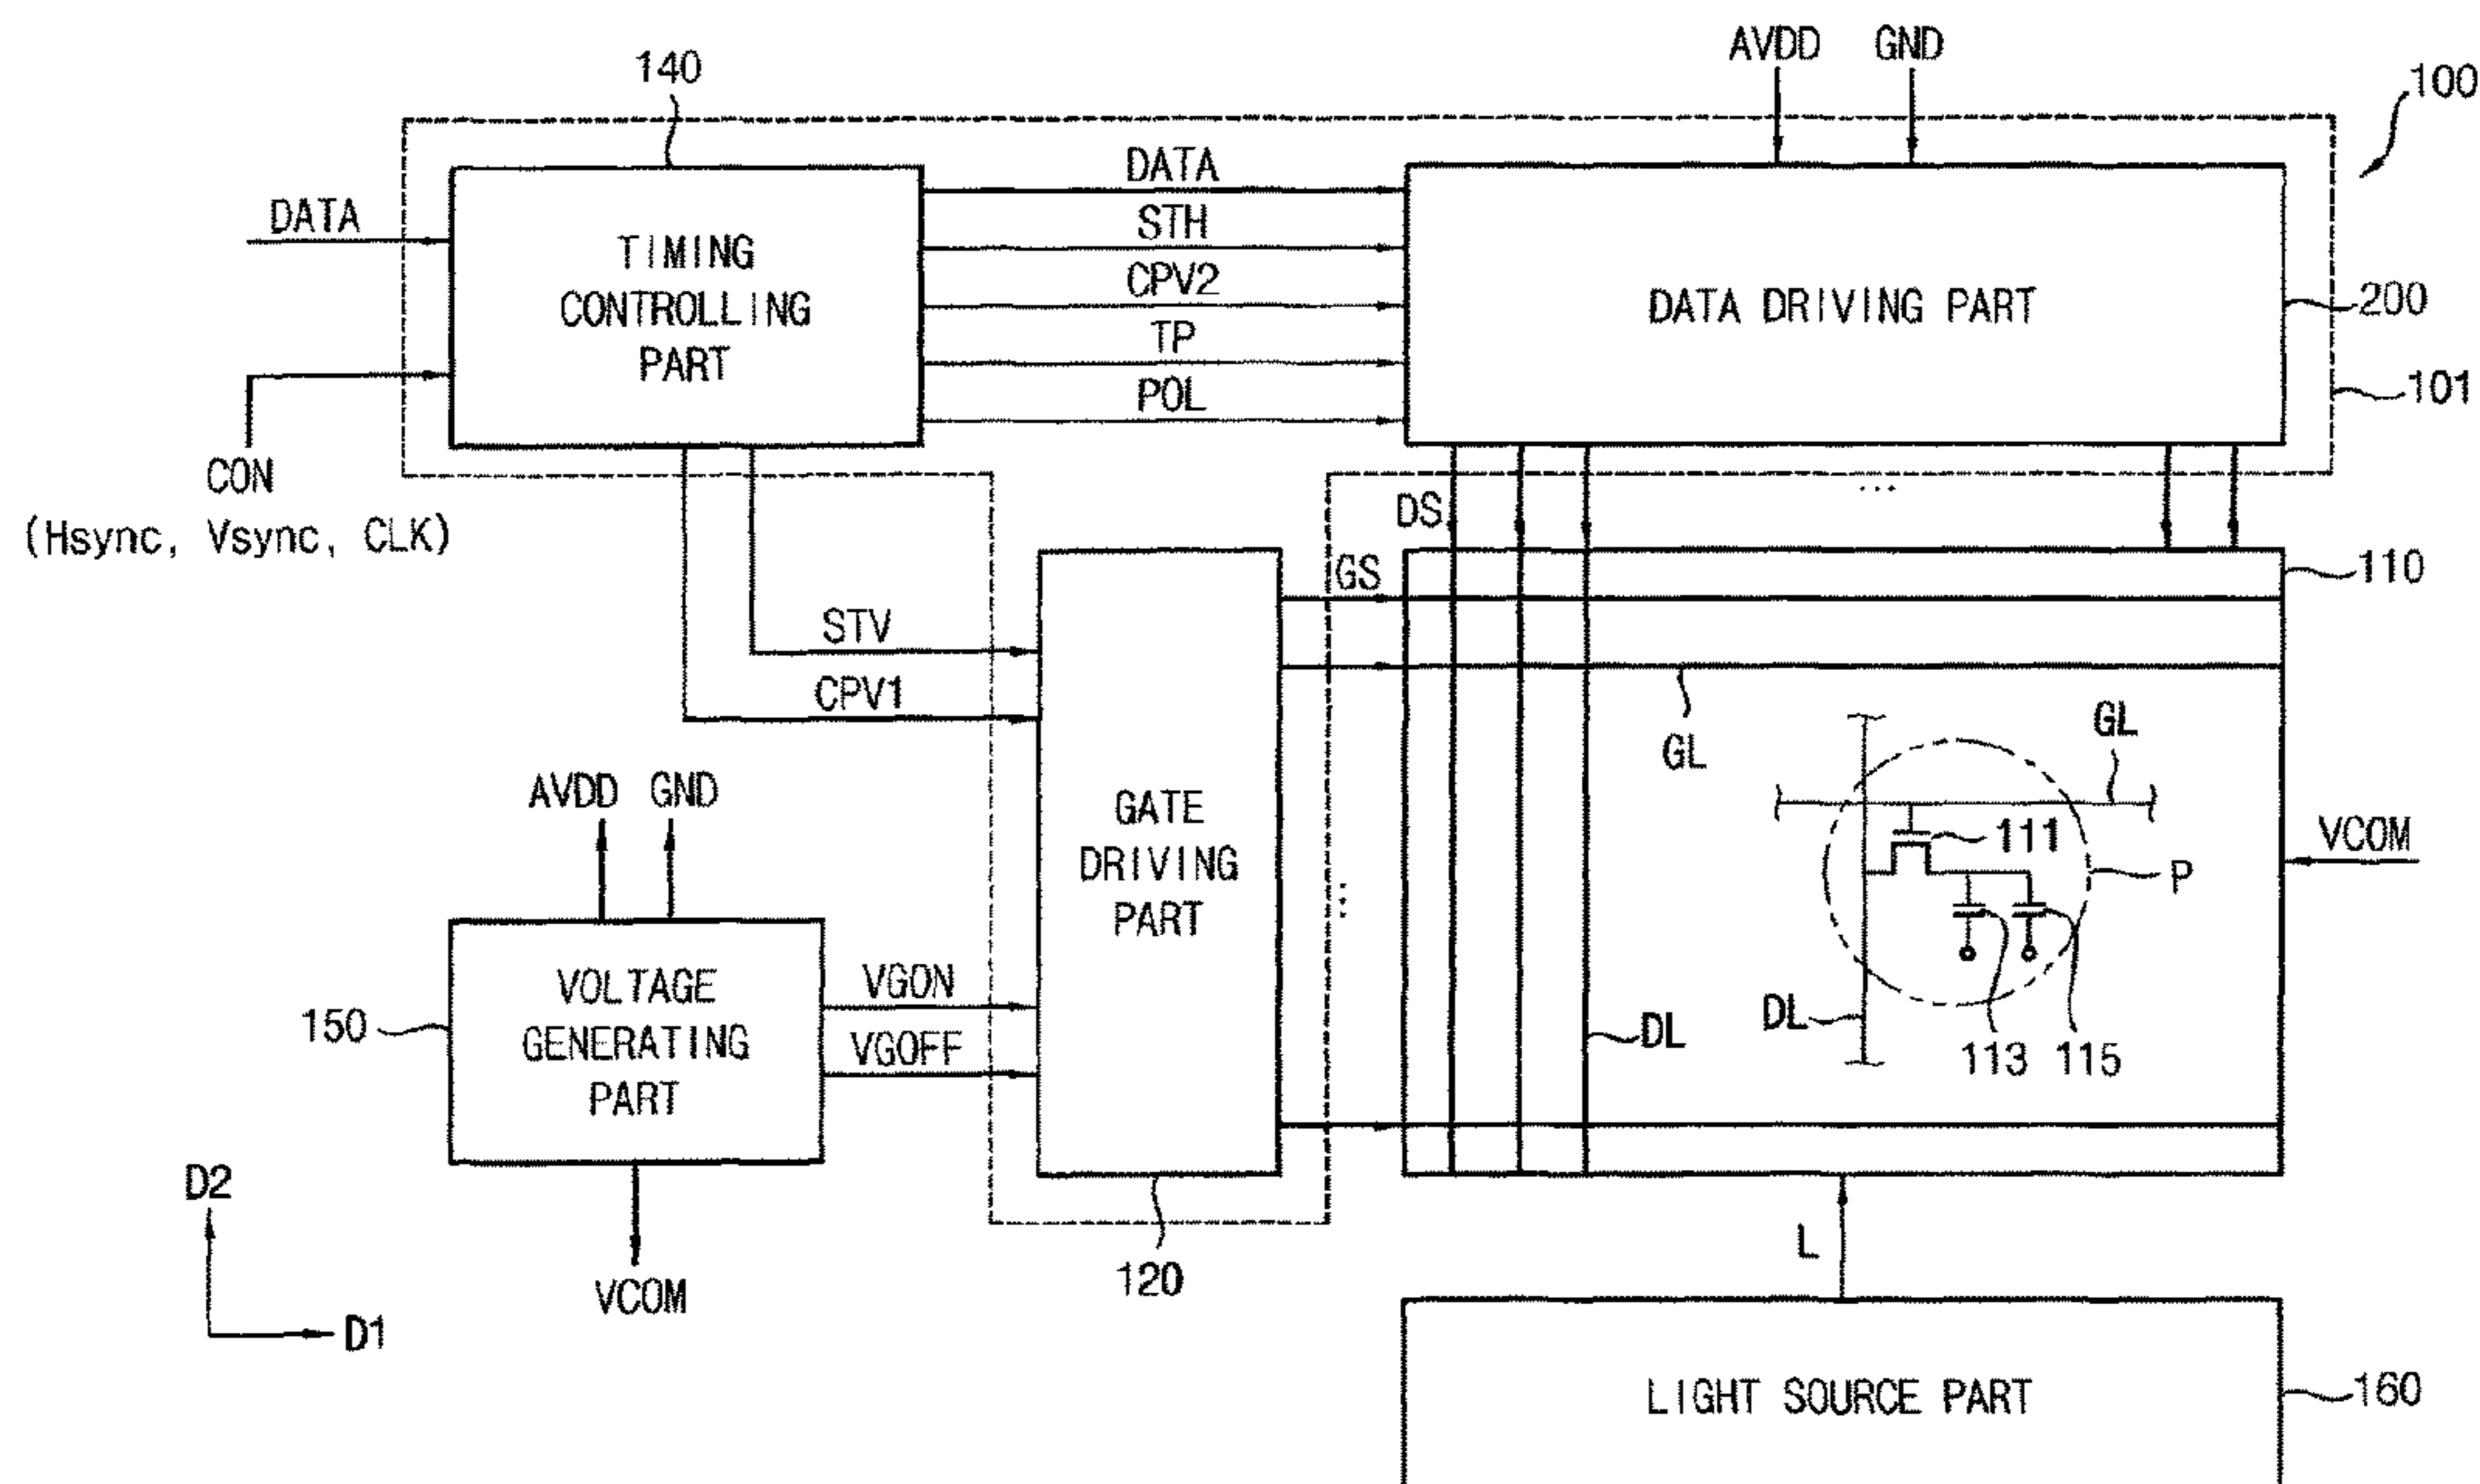 AVDD GND
100
140
DATA
DATA
STH
CPV2
TP
POL
TIMING
CONTROLLING
PART
DATA DRIVING PART
200
101
CON
(Hsync, Vsync, CLK)
DS
...
110
GS
STV
CPV1
GL
GL
AVDD GND
GATE
DRIVING
PART
111
VCOM
P
VOLTAGE
GENERATING
PART
150
VGON
VGOFF
DL
DL
113 115
D2
D1
VCOM
120
L
LIGHT SOURCE PART
160